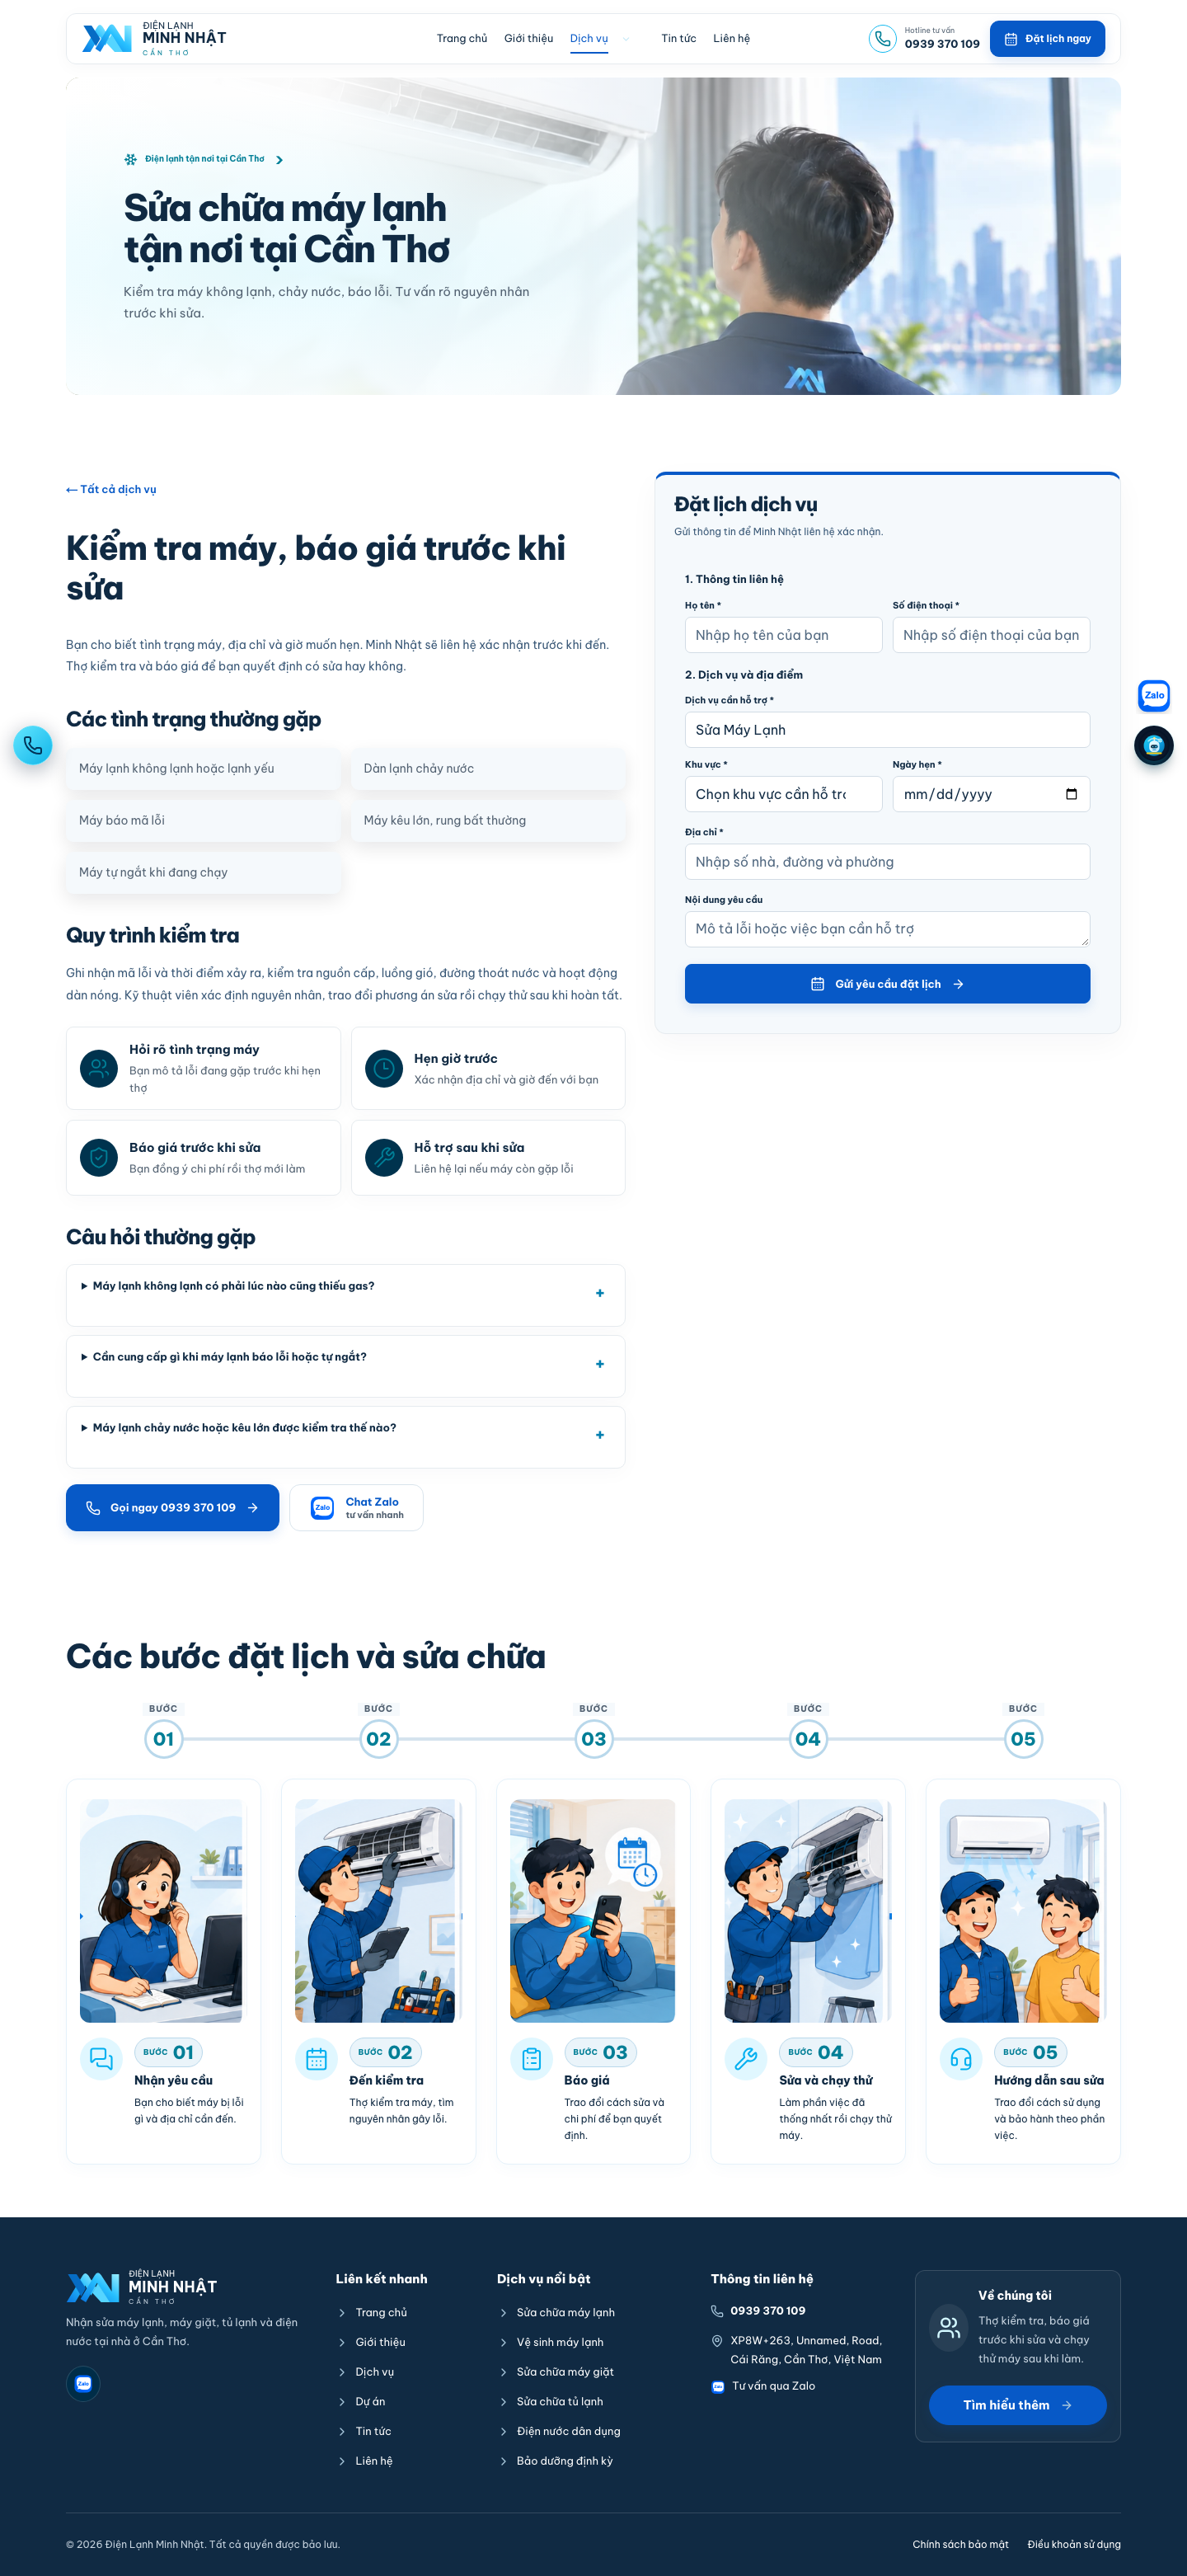 ĐIỆN LẠNH
MINH NHẬT
CẦN THƠ
Trang chủ
Giới thiệu
Dịch vụ
Tin tức
Liên hệ
Hotline tư vấn
0939 370 109
Đặt lịch ngay
Điện lạnh tận nơi tại Cần Thơ
Sửa chữa máy lạnh
tận nơi tại Cần Thơ
Kiểm tra máy không lạnh, chảy nước, báo lỗi. Tư vấn rõ nguyên nhân
trước khi sửa.
← Tất cả dịch vụ
Kiểm tra máy, báo giá trước khi
sửa
Bạn cho biết tình trạng máy, địa chỉ và giờ muốn hẹn. Minh Nhật sẽ liên hệ xác nhận trước khi đến.
Thợ kiểm tra và báo giá để bạn quyết định có sửa hay không.
Các tình trạng thường gặp
Máy lạnh không lạnh hoặc lạnh yếu
Dàn lạnh chảy nước
Máy báo mã lỗi
Máy kêu lớn, rung bất thường
Máy tự ngắt khi đang chạy
Quy trình kiểm tra
Ghi nhận mã lỗi và thời điểm xảy ra, kiểm tra nguồn cấp, luồng gió, đường thoát nước và hoạt động
dàn nóng. Kỹ thuật viên xác định nguyên nhân, trao đổi phương án sửa rồi chạy thử sau khi hoàn tất.
Hỏi rõ tình trạng máy
Bạn mô tả lỗi đang gặp trước khi hẹn
thợ
Hẹn giờ trước
Xác nhận địa chỉ và giờ đến với bạn
Báo giá trước khi sửa
Bạn đồng ý chi phí rồi thợ mới làm
Hỗ trợ sau khi sửa
Liên hệ lại nếu máy còn gặp lỗi
Câu hỏi thường gặp
Máy lạnh không lạnh có phải lúc nào cũng thiếu gas?
+
Cần cung cấp gì khi máy lạnh báo lỗi hoặc tự ngắt?
+
Máy lạnh chảy nước hoặc kêu lớn được kiểm tra thế nào?
+
Gọi ngay 0939 370 109
Zalo
Chat Zalo
tư vấn nhanh
Đặt lịch dịch vụ
Gửi thông tin để Minh Nhật liên hệ xác nhận.
1. Thông tin liên hệ
Họ tên *
Số điện thoại *
Nhập họ tên của bạn
Nhập số điện thoại của bạn
2. Dịch vụ và địa điểm
Dịch vụ cần hỗ trợ *
Sửa Máy Lạnh
Khu vực *
Ngày hẹn *
Chọn khu vực cần hỗ trợ
mm/dd/yyyy
Địa chỉ *
Nhập số nhà, đường và phường
Nội dung yêu cầu
Mô tả lỗi hoặc việc bạn cần hỗ trợ
Gửi yêu cầu đặt lịch
Zalo
Các bước đặt lịch và sửa chữa
BƯỚC
01
BƯỚC
02
BƯỚC
03
BƯỚC
04
BƯỚC
05
BƯỚC 01
Nhận yêu cầu
Bạn cho biết máy bị lỗi
gì và địa chỉ cần đến.
BƯỚC 02
Đến kiểm tra
Thợ kiểm tra máy, tìm
nguyên nhân gây lỗi.
BƯỚC 03
Báo giá
Trao đổi cách sửa và
chi phí để bạn quyết
định.
BƯỚC 04
Sửa và chạy thử
Làm phần việc đã
thống nhất rồi chạy thử
máy.
BƯỚC 05
Hướng dẫn sau sửa
Trao đổi cách sử dụng
và bảo hành theo phần
việc.
ĐIỆN LẠNH
MINH NHẬT
CẦN THƠ
Nhận sửa máy lạnh, máy giặt, tủ lạnh và điện
nước tại nhà ở Cần Thơ.
Zalo
Liên kết nhanh
Trang chủ
Giới thiệu
Dịch vụ
Dự án
Tin tức
Liên hệ
Dịch vụ nổi bật
Sửa chữa máy lạnh
Vệ sinh máy lạnh
Sửa chữa máy giặt
Sửa chữa tủ lạnh
Điện nước dân dụng
Bảo dưỡng định kỳ
Thông tin liên hệ
0939 370 109
XP8W+263, Unnamed, Road,
Cái Răng, Cần Thơ, Việt Nam
Tư vấn qua Zalo
Về chúng tôi
Thợ kiểm tra, báo giá
trước khi sửa và chạy
thử máy sau khi làm.
Tìm hiểu thêm
© 2026 Điện Lạnh Minh Nhật. Tất cả quyền được bảo lưu.
Chính sách bảo mật
Điều khoản sử dụng